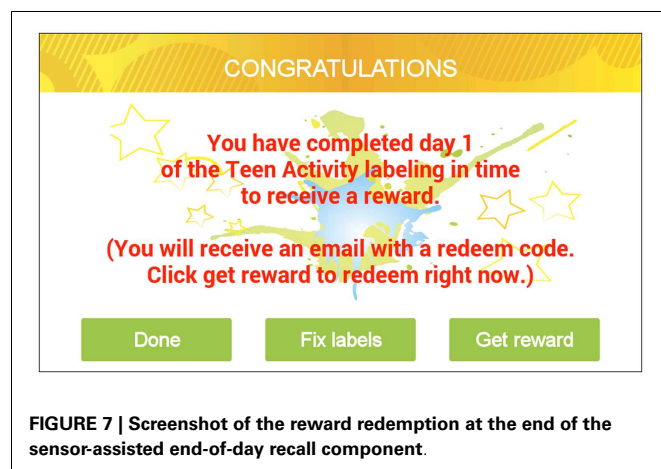 CONGRATULATIONS
You have completed day 1
of the Teen Activity labeling in time
to receive a reward.
(You will receive an email with a redeem code.
Click get reward to redeem right now.)
Done
Fix labels
Get reward
FIGURE 7 | Screenshot of the reward redemption at the end of the
sensor-assisted end-of-day recall component.